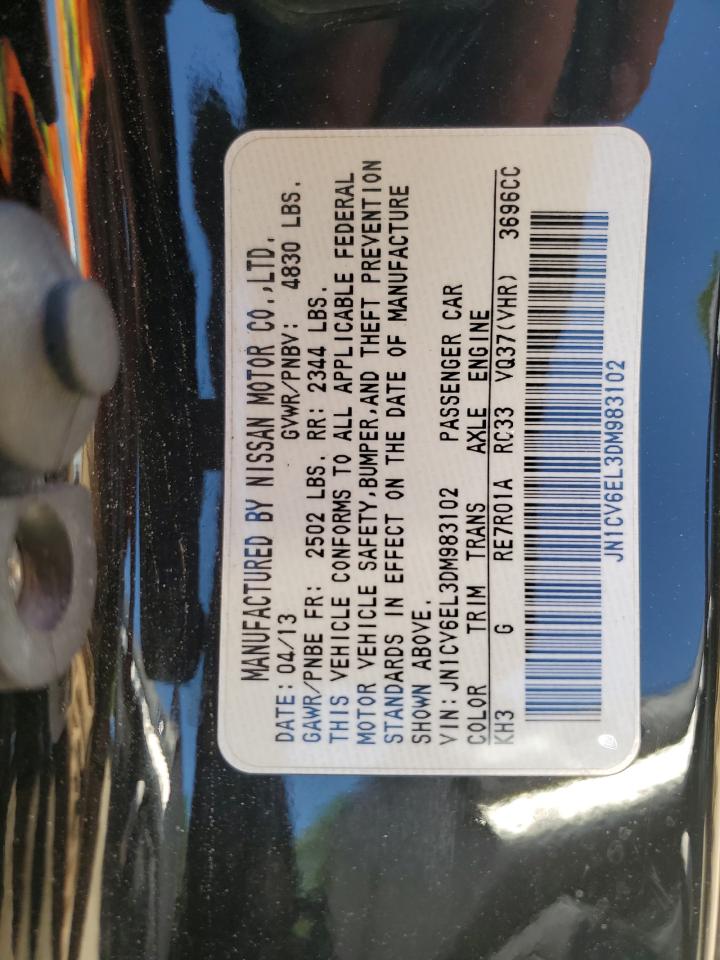 MANUFACTURED BY NISSAN MOTOR CO.,LTD.
DATE: 04/13 GVWR/PNBV: 4830 LBS.
GAWR/PNBE FR: 2502 LBS. RR: 2344 LBS.
THIS VEHICLE CONFORMS TO ALL APPLICABLE FEDERAL
MOTOR VEHICLE SAFETY,BUMPER,AND THEFT PREVENTION
STANDARDS IN EFFECT ON THE DATE OF MANUFACTURE
SHOWN ABOVE.
VIN: JN1CV6EL3DM983102 PASSENGER CAR
COLOR TRIM TRANS AXLE ENGINE
KH3 G RE7R01A RC33 VQ37(VHR) 3696CC
JN1CV6EL3DM983102